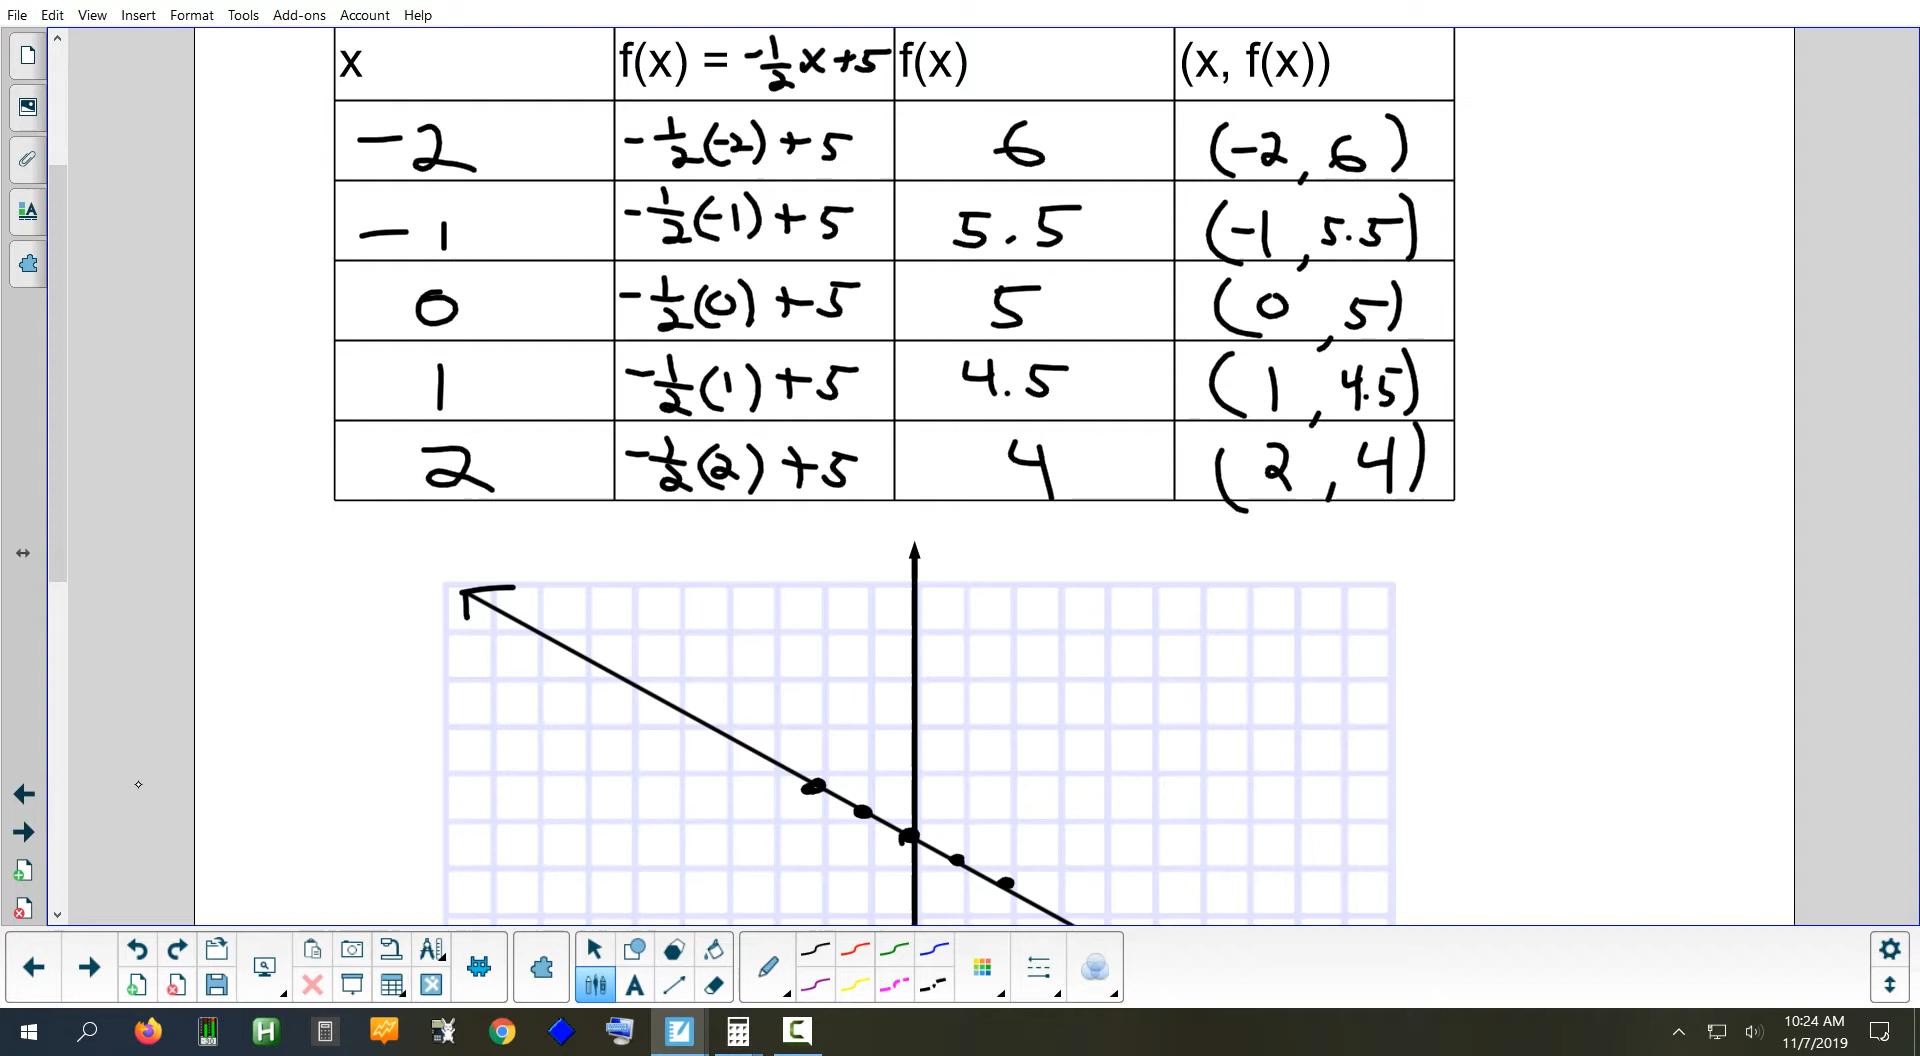 File Edit View Insert Format Tools Add-ons Account Help
x f(x) = -1/2 x +5 f(x) (x, f(x))
-2 -1/2(-2) + 5 6 (-2, 6)
-1 -1/2(-1) + 5 5.5 (-1, 5.5)
0 -1/2(0) + 5 5 (0, 5)
1 -1/2(1) + 5 4.5 (1, 4.5)
2 -1/2(2) + 5 4 (2, 4)
10:24 AM
11/7/2019